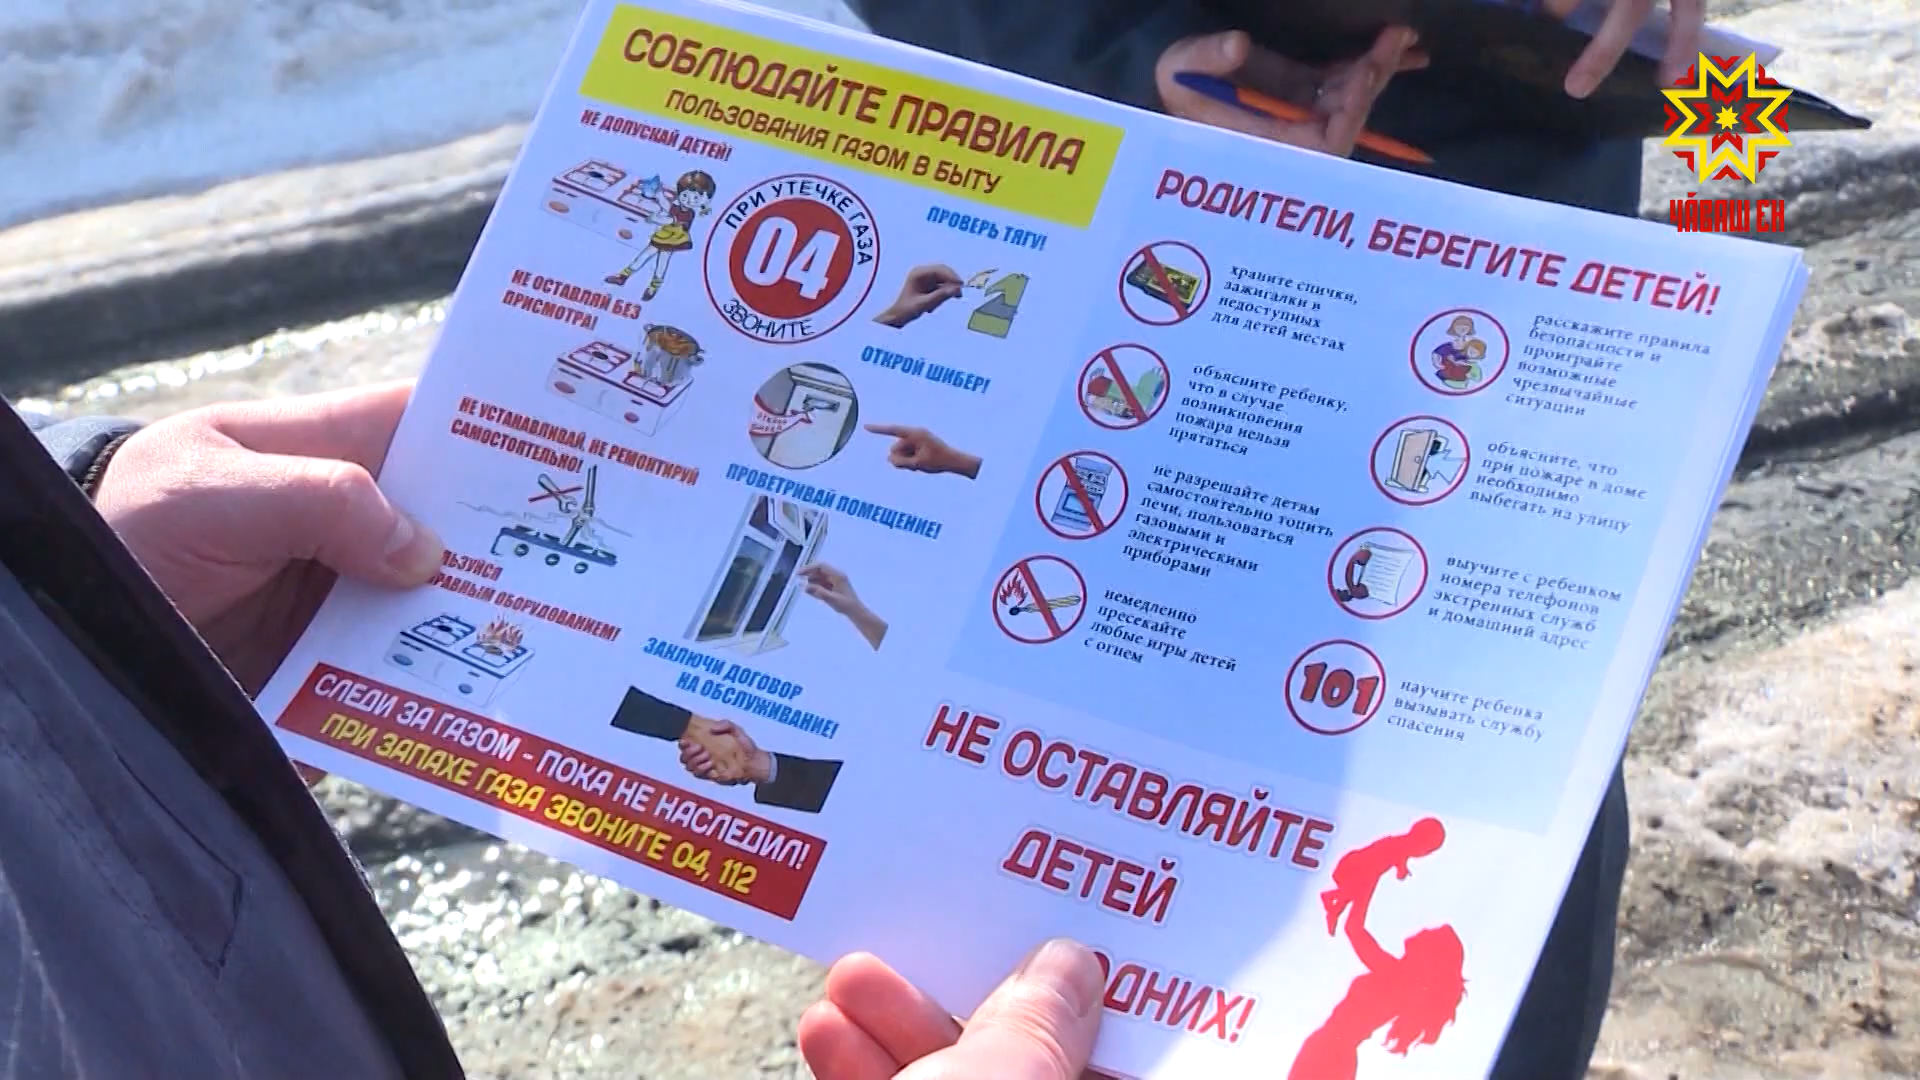 СОБЛЮДАЙТЕ ПРАВИЛА
ПОЛЬЗОВАНИЯ ГАЗОМ В БЫТУ
НЕ ДОПУСКАЙ ДЕТЕЙ!
ПРИ УТЕЧКЕ ГАЗА
04
ЗВОНИТЕ
НЕ ОСТАВЛЯЙ БЕЗ
ПРИСМОТРА!
НЕ УСТАНАВЛИВАЙ, НЕ РЕМОНТИРУЙ
САМОСТОЯТЕЛЬНО!
ЛЬЗУЙСЯ
РАВНЫМ ОБОРУДОВАНИЕМ!
ПРОВЕРЬ ТЯГУ!
ОТКРОЙ ШИБЕР!
ПРОВЕТРИВАЙ ПОМЕЩЕНИЕ!
ЗАКЛЮЧИ ДОГОВОР
НА ОБСЛУЖИВАНИЕ!
СЛЕДИ ЗА ГАЗОМ - ПОКА НЕ НАСЛЕДИЛ!
ПРИ ЗАПАХЕ ГАЗА ЗВОНИТЕ 04, 112
РОДИТЕЛИ, БЕРЕГИТЕ ДЕТЕЙ!
храните спички,
зажигалки в
недоступных
для детей местах
объясните ребенку,
что в случае
возникновения
пожара нельзя
прятаться
не разрешайте детям
самостоятельно топить
печи, пользоваться
газовыми и
электрическими
приборами
немедленно
пресекайте
любые игры детей
с огнем
расскажите правила
безопасности и
проиграйте
возможные
чрезвычайные
ситуации
объясните, что
при пожаре в доме
необходимо
выбегать на улицу
выучите с ребенком
номера телефонов
экстренных служб
и домашний адрес
101
научите ребенка
вызывать службу
спасения
НЕ ОСТАВЛЯЙТЕ
ДЕТЕЙ
ОДНИХ!
ЧӐВАШ ЕН